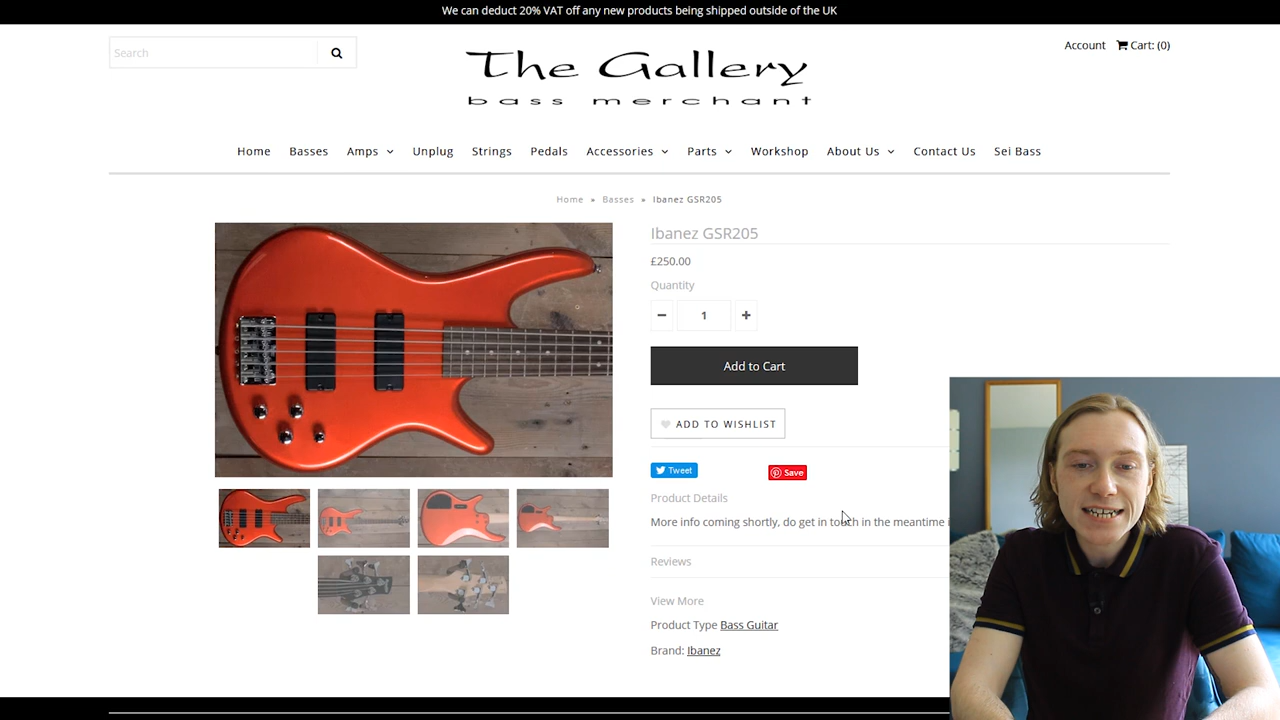 We can deduct 20% VAT off any new products being shipped outside of the UK
Search
Account Cart: (0)
The Gallery
bass merchant
Home Basses Amps Unplug Strings Pedals Accessories Parts Workshop About Us Contact Us Sei Bass
Home » Basses » Ibanez GSR205
Ibanez GSR205
£250.00
Quantity
− 1 +
Add to Cart
ADD TO WISHLIST
Tweet Save
Product Details
More info coming shortly, do get in touch in the meantime
Reviews
View More
Product Type Bass Guitar
Brand: Ibanez